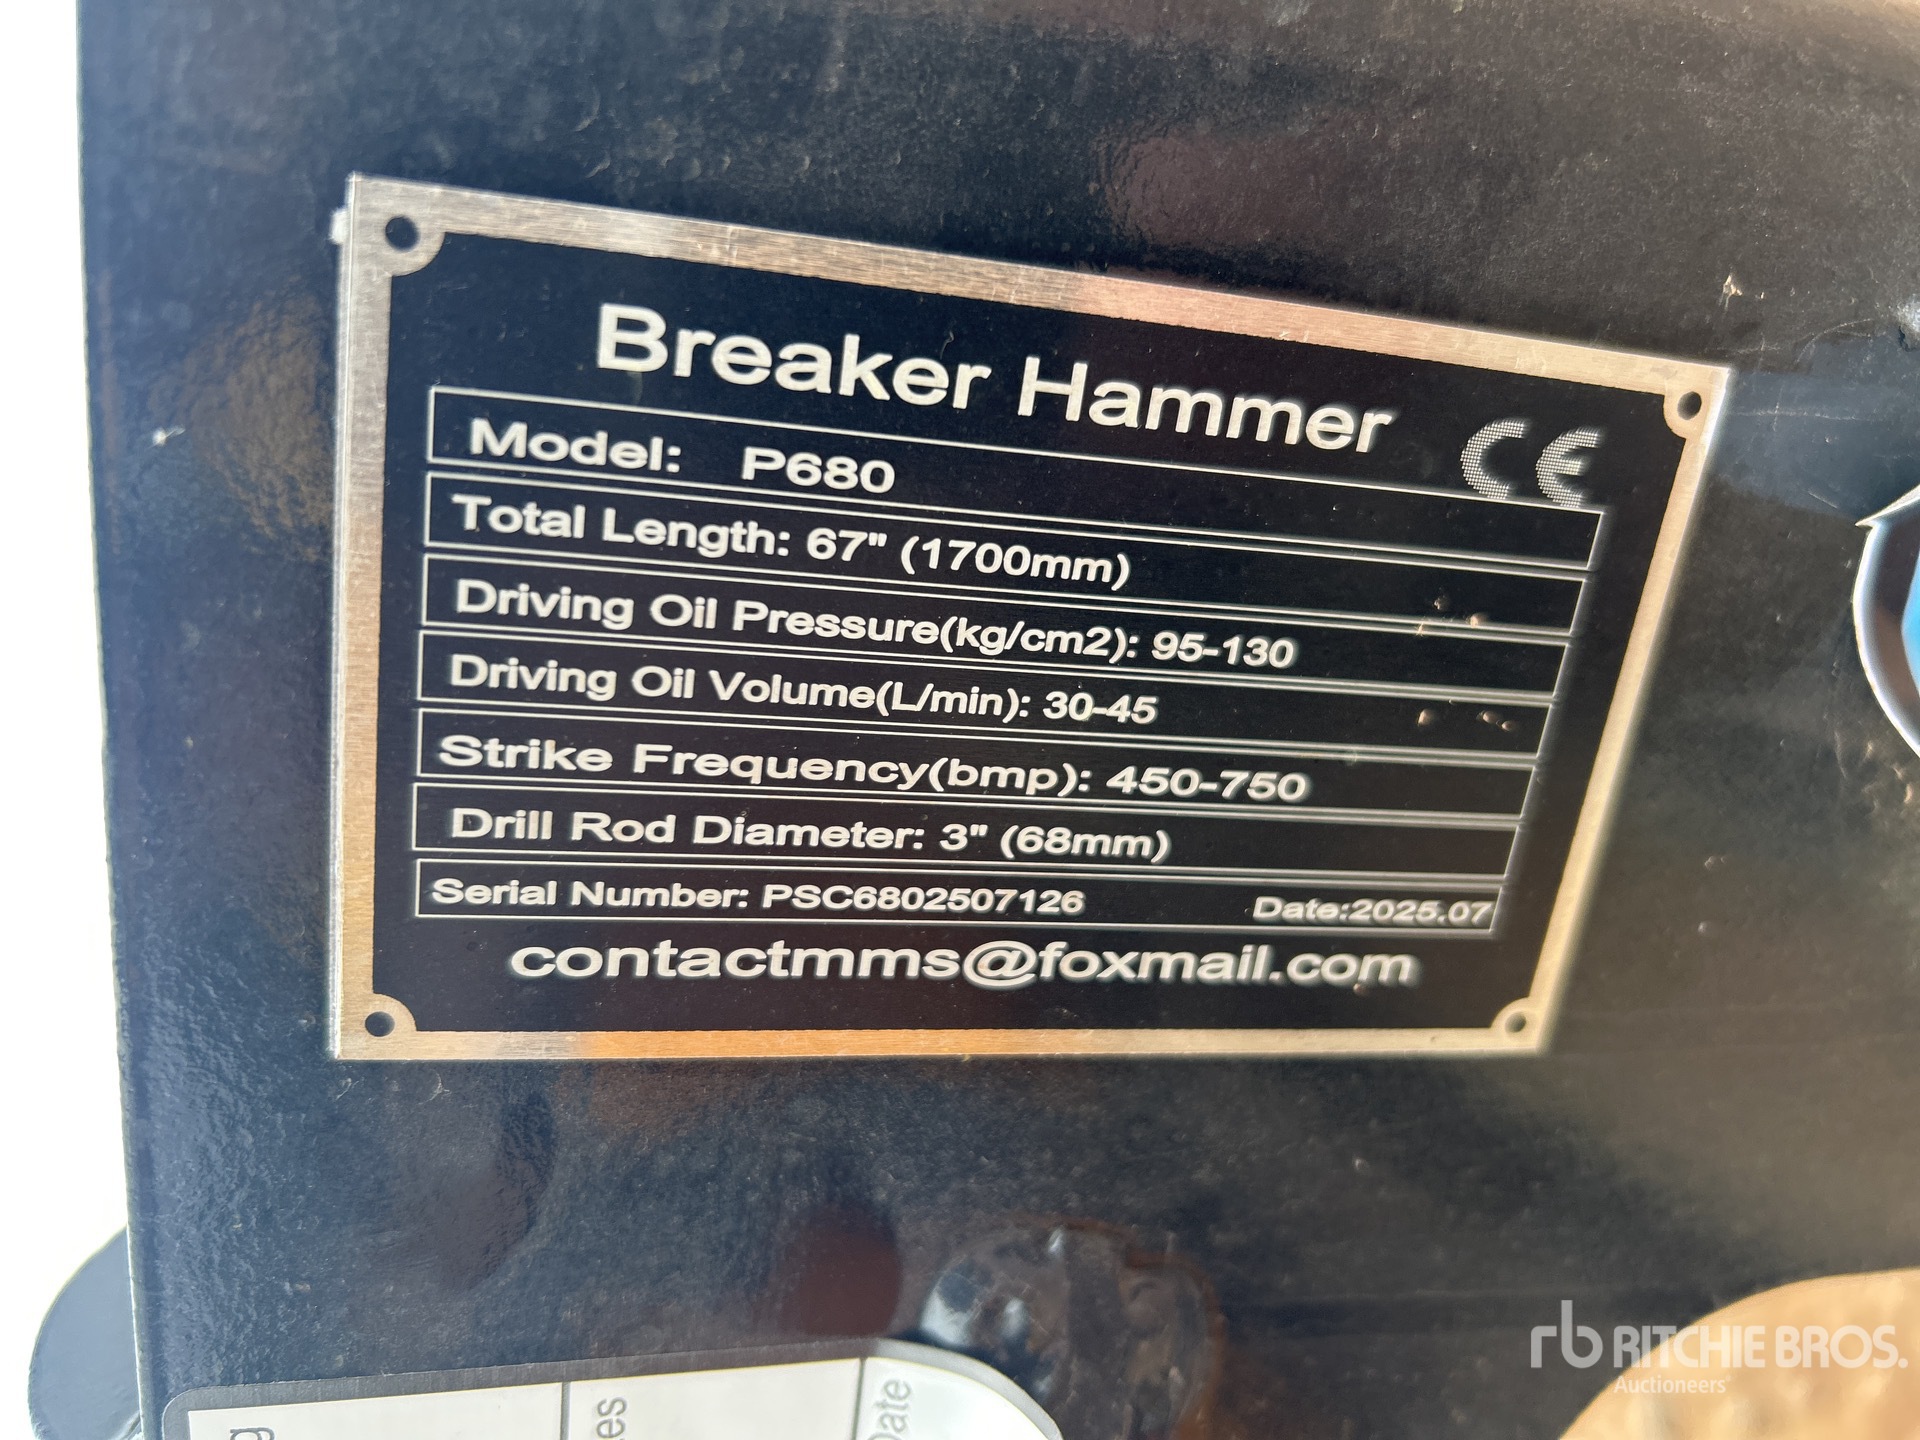 Breaker Hammer
CE
Model: P680
Total Length: 67" (1700mm)
Driving Oil Pressure(kg/cm2): 95-130
Driving Oil Volume(L/min): 30-45
Strike Frequency(bmp): 450-750
Drill Rod Diameter: 3" (68mm)
Serial Number: PSC6802507126 Date:2025.07
contactmms@foxmail.com
Date
rb RITCHIE BROS.
Auctioneers